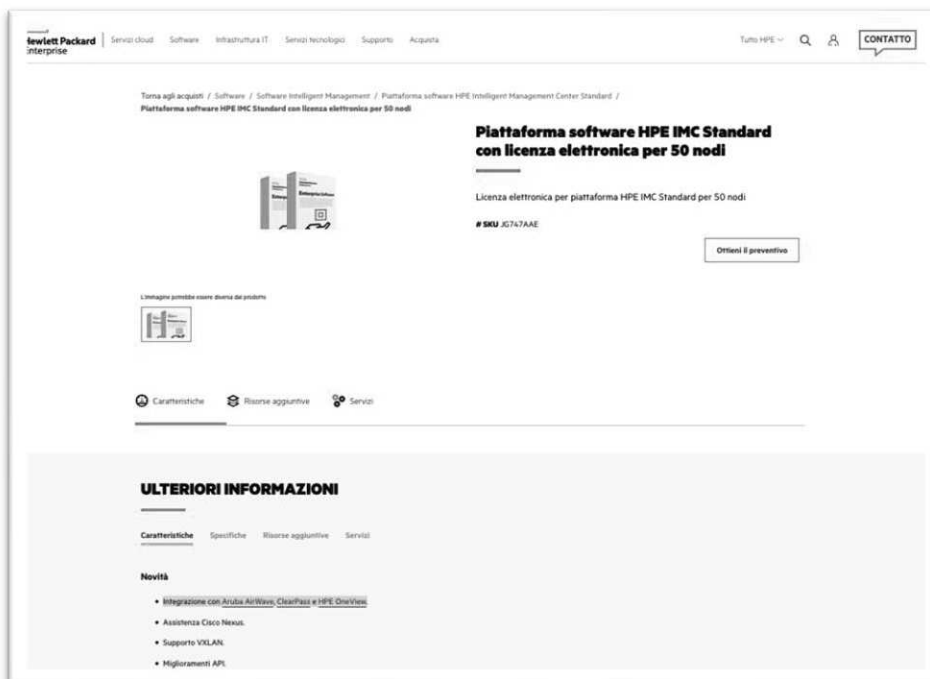 Hewlett Packard
Enterprise
Servizi cloud Software Infrastruttura IT Servizi tecnologici Supporto Acquista
Tutto HPE
CONTATTO
Torna agli acquisti / Software / Software Intelligent Management / Piattaforma software HPE Intelligent Management Center Standard /
Piattaforma software HPE IMC Standard con licenza elettronica per 50 nodi
Piattaforma software HPE IMC Standard
con licenza elettronica per 50 nodi
Licenza elettronica per piattaforma HPE IMC Standard per 50 nodi
# SKU JG747AAE
Ottieni il preventivo
Enterprise Software
L'immagine potrebbe essere diversa dal prodotto
Caratteristiche Risorse aggiuntive Servizi
ULTERIORI INFORMAZIONI
Caratteristiche Specifiche Risorse aggiuntive Servizi
Novità
• Integrazione con Aruba AirWave, ClearPass e HPE OneView.
• Assistenza Cisco Nexus.
• Supporto VXLAN.
• Miglioramenti API.